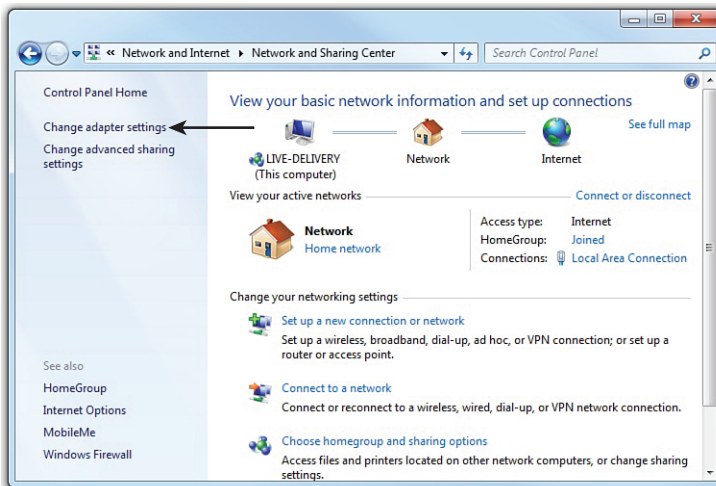 « Network and Internet ▸ Network and Sharing Center
Search Control Panel
Control Panel Home
Change adapter settings
Change advanced sharing
settings
View your basic network information and set up connections
See full map
LIVE-DELIVERY
(This computer)
Network
Internet
View your active networks
Connect or disconnect
Network
Home network
Access type: Internet
HomeGroup: Joined
Connections: Local Area Connection
Change your networking settings
Set up a new connection or network
Set up a wireless, broadband, dial-up, ad hoc, or VPN connection; or set up a
router or access point.
Connect to a network
Connect or reconnect to a wireless, wired, dial-up, or VPN network connection.
Choose homegroup and sharing options
Access files and printers located on other network computers, or change sharing
settings.
See also
HomeGroup
Internet Options
MobileMe
Windows Firewall